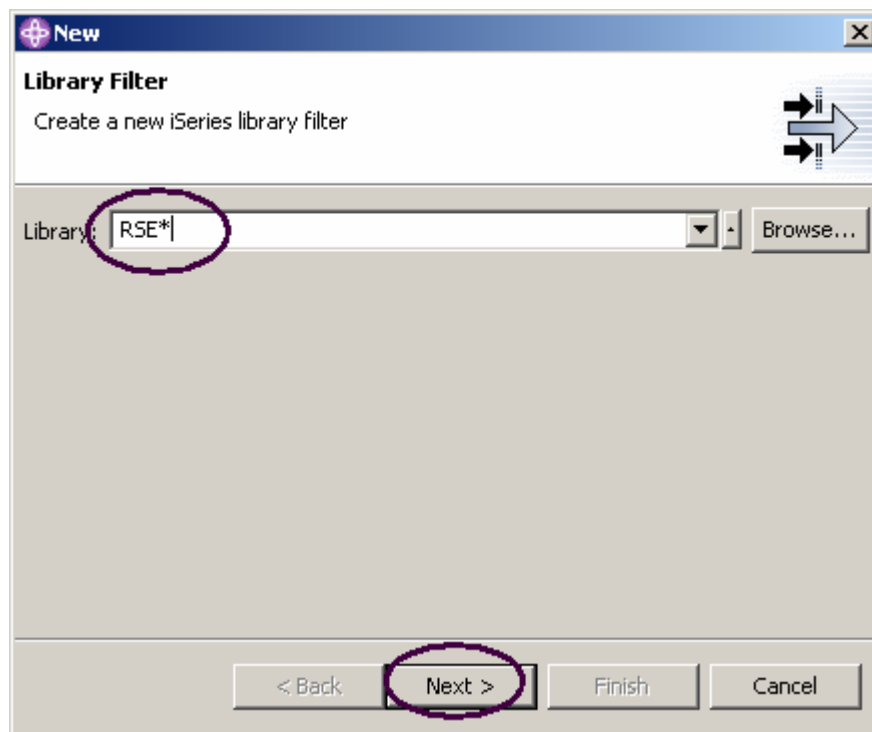 New
Library Filter
Create a new iSeries library filter
Library: RSE* Browse...
< Back Next > Finish Cancel